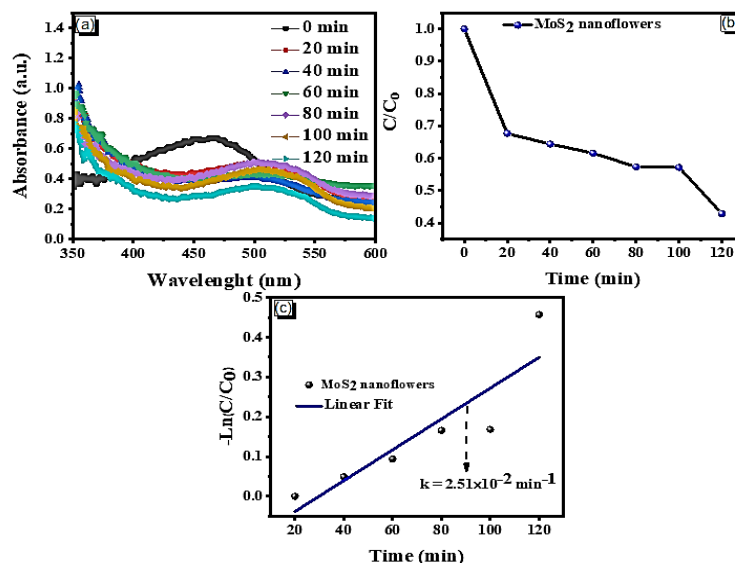 (a)
0 min
20 min
40 min
60 min
80 min
100 min
120 min
1.4
1.2
1.0
0.8
0.6
0.4
0.2
0.0
Absorbance (a.u.)
350 400 450 500 550 600
Wavelenght (nm)
(b)
MoS2 nanoflowers
1.0
0.9
0.8
0.7
0.6
0.5
0.4
C/C0
0 20 40 60 80 100 120
Time (min)
(c)
0.5
0.4
0.3
0.2
0.1
0.0
-Ln(C/C0)
MoS2 nanoflowers
Linear Fit
k = 2.51×10−2 min−1
20 40 60 80 100 120
Time (min)